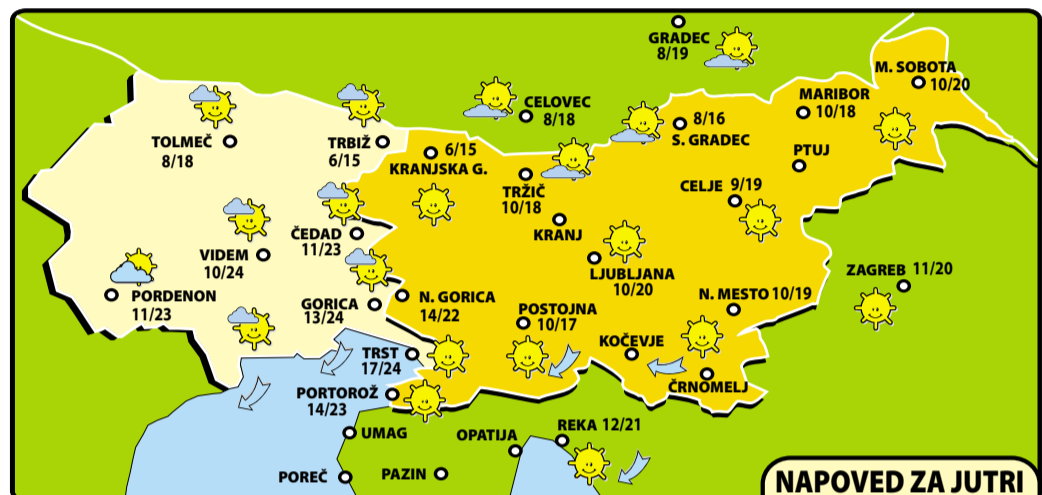 GRADEC
8/19
M. SOBOTA
10/20
MARIBOR
10/18
CELOVEC
8/18
8/16
S. GRADEC
TOLMEČ
8/18
TRBIŽ
6/15
6/15
KRANJSKA G.
PTUJ
TRŽIČ
10/18
CELJE 9/19
KRANJ
ČEDAD
11/23
VIDEM
10/24
LJUBLJANA
10/20
ZAGREB 11/20
PORDENON
11/23
GORICA
13/24
N. GORICA
14/22
POSTOJNA
10/17
N. MESTO 10/19
KOČEVJE
TRST
17/24
ČRNOMELJ
PORTOROŽ
14/23
UMAG
OPATIJA
REKA 12/21
POREČ
PAZIN
NAPOVED ZA JUTRI